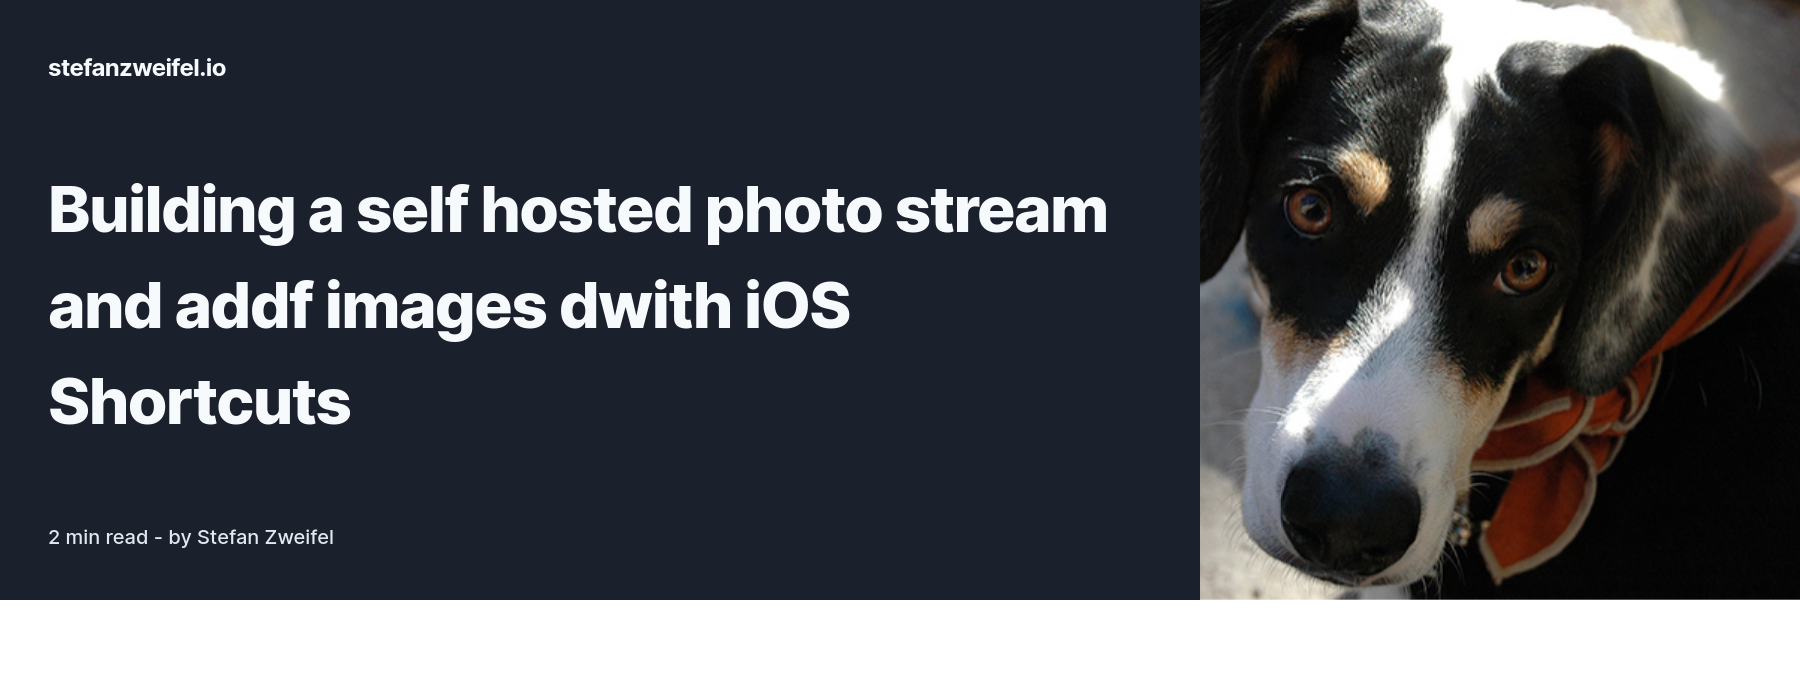 stefanzweifel.io
Building a self hosted photo stream
and addf images dwith iOS
Shortcuts
2 min read - by Stefan Zweifel